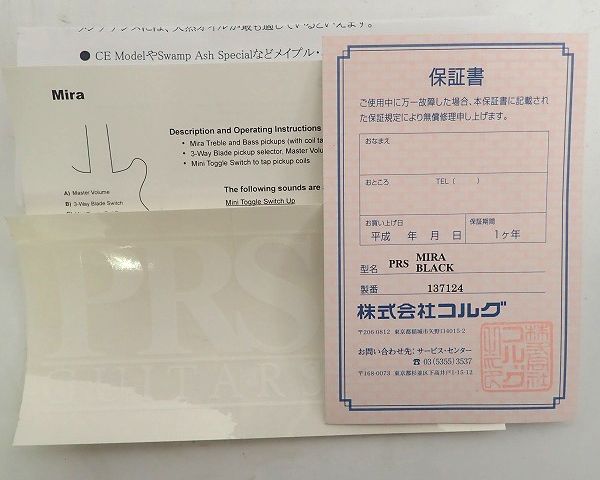 ● CE ModelやSwamp Ash Specialなどメイプル・
Mira
Description and Operating Instructions
• Mira Treble and Bass pickups (with coil ta
• 3-Way Blade pickup selector, Master Volum
• Mini Toggle Switch to tap pickup coils
A) Master Volume
B) 3-Way Blade Switch
The following sounds are
Mini Toggle Switch Up
PRS
保証書
ご使用中に万一故障した場合、本保証書に記載され
た保証規定により無償修理申し上げます。
おなまえ
おところ TEL ( )
お買い上げ日 保証期間
平成 年 月 日 1ヶ年
型名 PRS MIRA
BLACK
製番 137124
株式会社コルグ
〒206-0812 東京都稲城市矢野口4015-2
お問い合わせ先: サービス・センター
☎ 03(5355)3537
〒168-0073 東京都杉並区下高井戸1-15-12